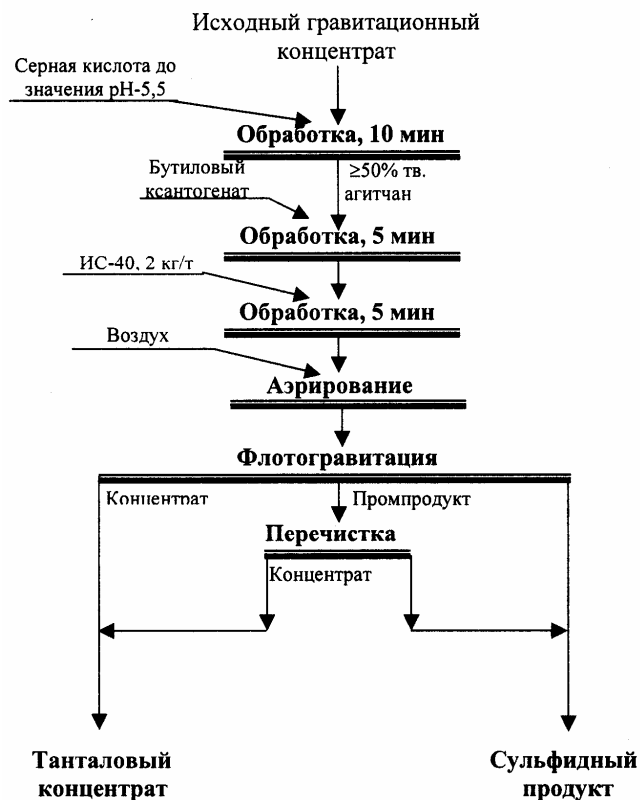 Исходный гравитационный
концентрат
Серная кислота до
значения рН-5,5
Обработка, 10 мин
Бутиловый
ксантогенат
≥50% тв.
агитчан
Обработка, 5 мин
ИС-40, 2 кг/т
Обработка, 5 мин
Воздух
Аэрирование
Флотогравитация
Концентрат
Промпродукт
Перечистка
Концентрат
Танталовый
концентрат
Сульфидный
продукт